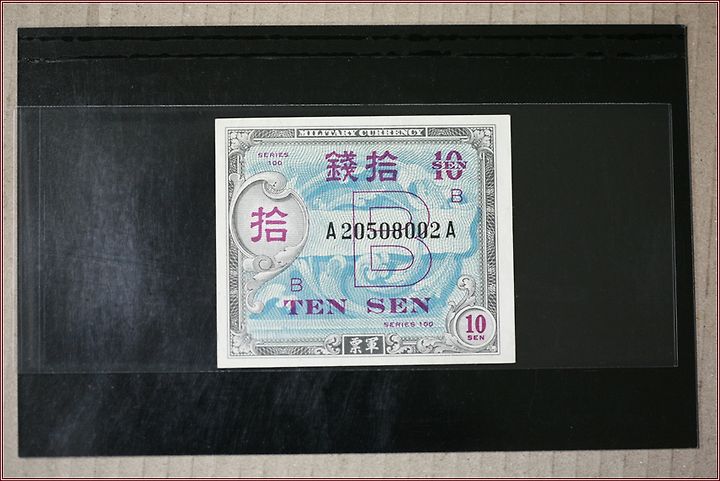 MILITARY CURRENCY
SERIES 100
錢拾
10 SEN
B
拾
B
A20508002A
B
TEN SEN
SERIES 100
10 SEN
票軍